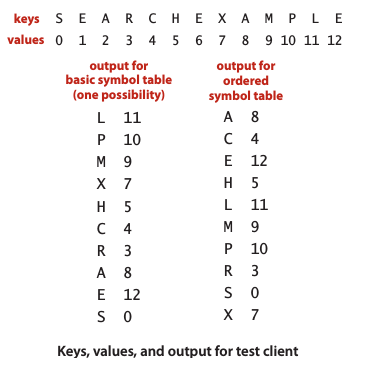 keys S E A R C H E X A M P L E
values 0 1 2 3 4 5 6 7 8 9 10 11 12
output for
basic symbol table
(one possibility)
L 11
P 10
M 9
X 7
H 5
C 4
R 3
A 8
E 12
S 0
output for
ordered
symbol table
A 8
C 4
E 12
H 5
L 11
M 9
P 10
R 3
S 0
X 7
Keys, values, and output for test client